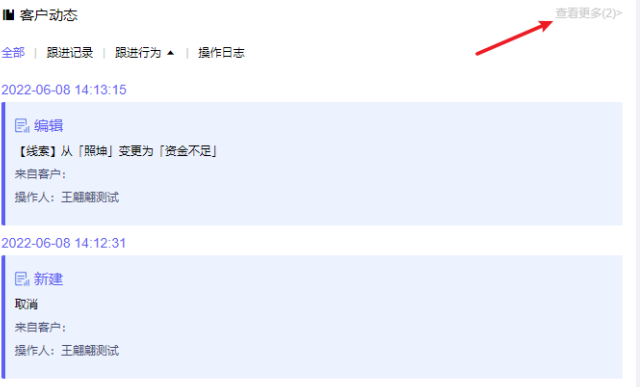 客户动态
查看更多(2)>
全部 | 跟进记录 | 跟进行为 | 操作日志
2022-06-08 14:13:15
编辑
【线索】从「照坤」变更为「资金不足」
来自客户：
操作人：王翩翩测试
2022-06-08 14:12:31
新建
取消
来自客户：
操作人：王翩翩测试